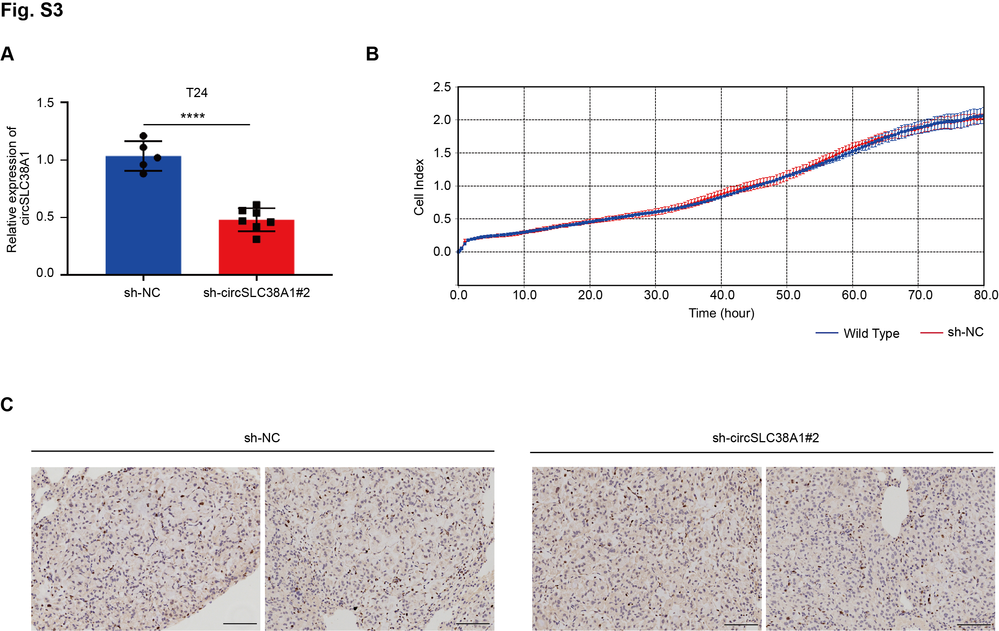 Fig. S3
A
T24
****
1.5
1.0
0.5
0.0
Relative expression of
circSLC38A1
sh-NC
sh-circSLC38A1#2
B
2.5
2.0
1.5
1.0
0.5
0.0
Cell Index
0.0 10.0 20.0 30.0 40.0 50.0 60.0 70.0 80.0
Time (hour)
Wild Type sh-NC
C
sh-NC
sh-circSLC38A1#2